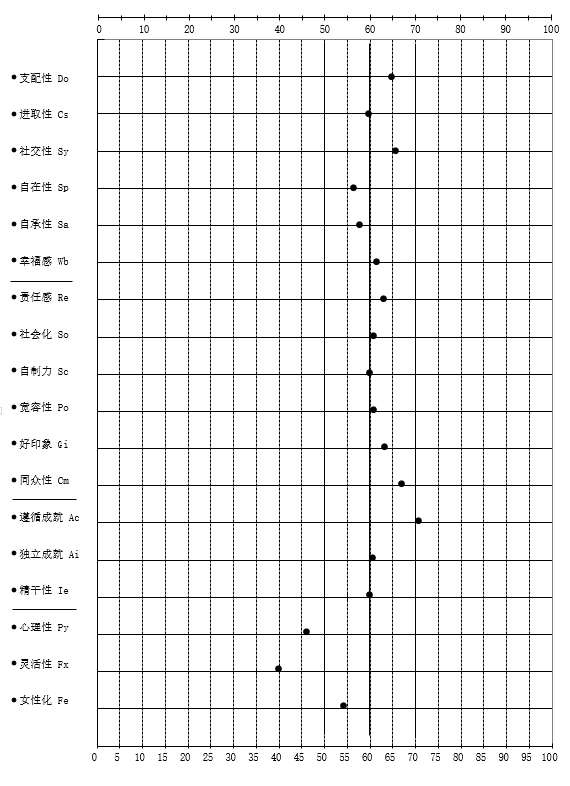 0 10 20 30 40 50 60 70 80 90 100
●支配性 Do
●进取性 Cs
●社交性 Sy
●自在性 Sp
●自承性 Sa
●幸福感 Wb
●责任感 Re
●社会化 So
●自制力 Sc
●宽容性 Po
●好印象 Gi
●同众性 Cm
●遵循成就 Ac
●独立成就 Ai
●精干性 Ie
●心理性 Py
●灵活性 Fx
●女性化 Fe
0 5 10 15 20 25 30 35 40 45 50 55 60 65 70 75 80 85 90 95 100